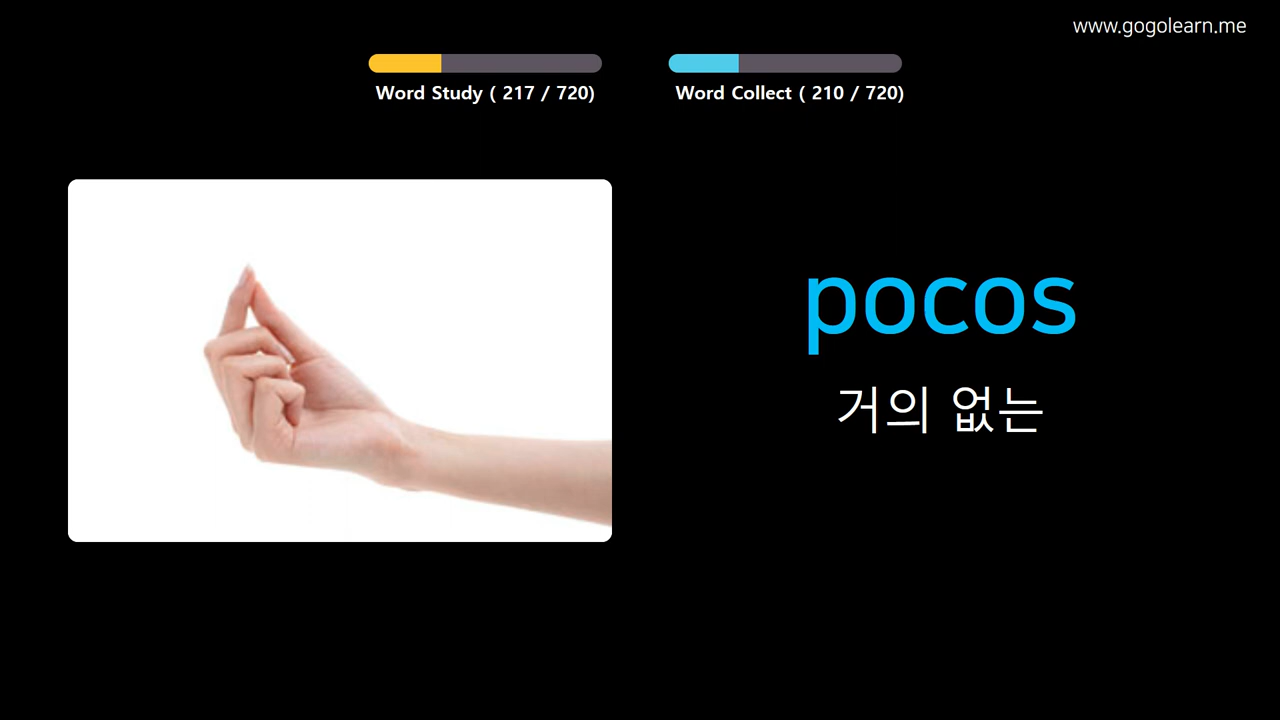 www.gogolearn.me
Word Study ( 217 / 720)
Word Collect ( 210 / 720)
pocos
거의 없는